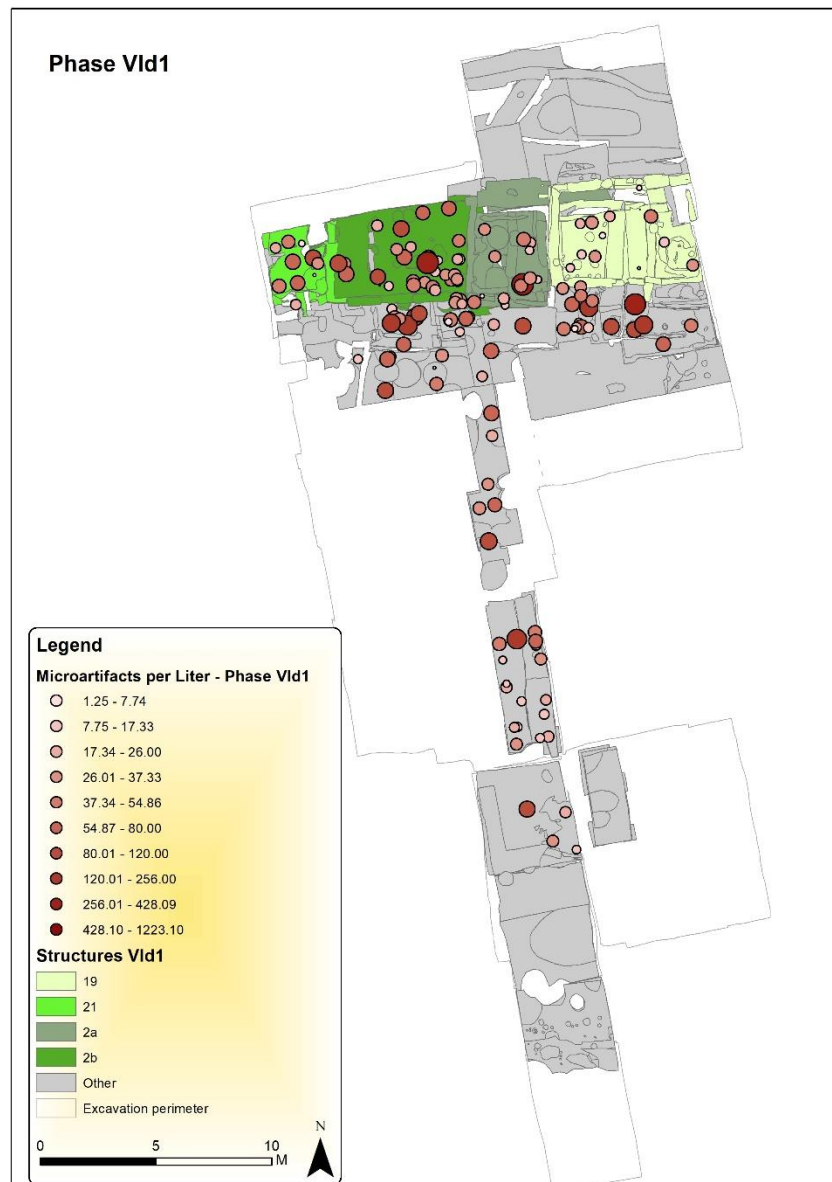 Phase VId1
Legend
Microartifacts per Liter - Phase VId1
1.25 - 7.74
7.75 - 17.33
17.34 - 26.00
26.01 - 37.33
37.34 - 54.86
54.87 - 80.00
80.01 - 120.00
120.01 - 256.00
256.01 - 428.09
428.10 - 1223.10
Structures VId1
19
21
2a
2b
Other
Excavation perimeter
N
0 5 10
M